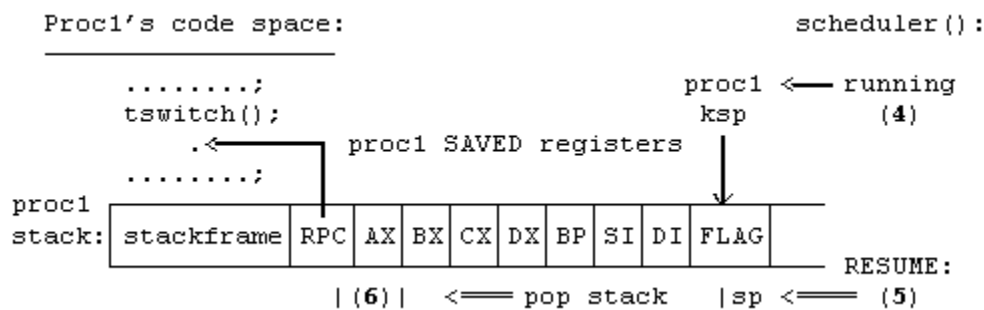 Proc1's code space: scheduler():
........; proc1 running
tswitch(); ksp (4)
. proc1 SAVED registers
........;
proc1
stack: stackframe RPC AX BX CX DX BP SI DI FLAG
RESUME:
|(6)| pop stack |sp (5)